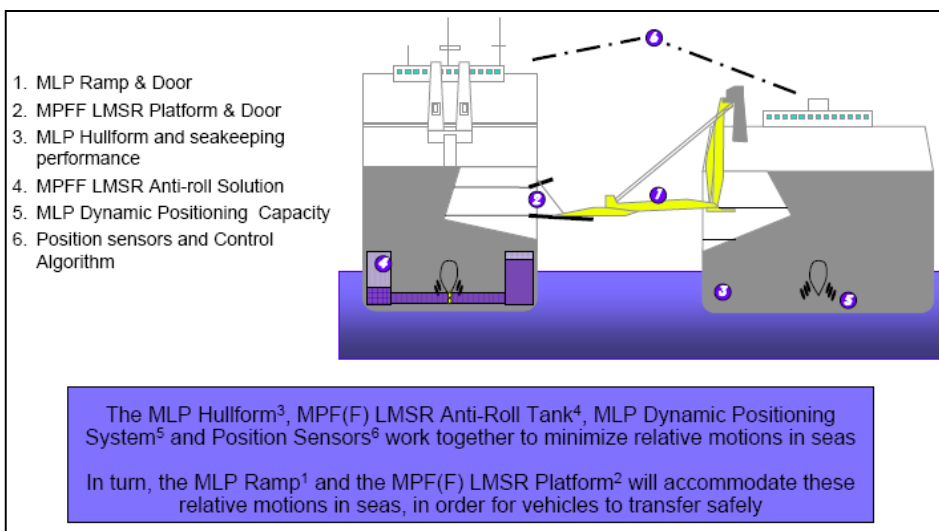 1. MLP Ramp & Door
2. MPFF LMSR Platform & Door
3. MLP Hullform and seakeeping
performance
4. MPFF LMSR Anti-roll Solution
5. MLP Dynamic Positioning Capacity
6. Position sensors and Control
Algorithm
6
1
2
4
3
5
The MLP Hullform³, MPF(F) LMSR Anti-Roll Tank⁴, MLP Dynamic Positioning
System⁵ and Position Sensors⁶ work together to minimize relative motions in seas
In turn, the MLP Ramp¹ and the MPF(F) LMSR Platform² will accommodate these
relative motions in seas, in order for vehicles to transfer safely